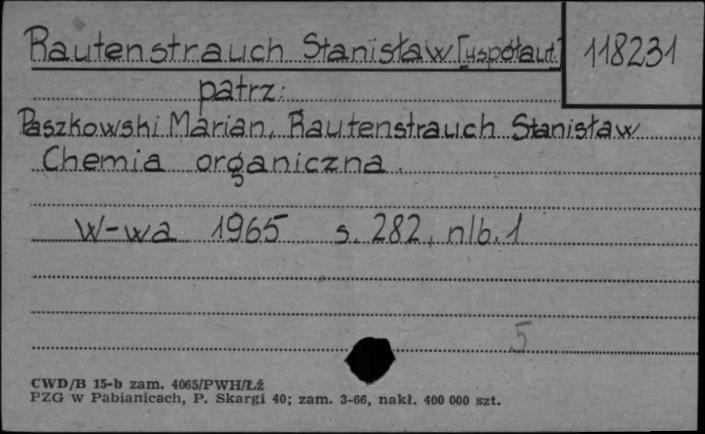 Rautenstrauch Stanisław [współaut.] 118231
patrz:
Paszkowski Marian, Rautenstrauch Stanisław
Chemia organiczna.
W-wa 1965 s. 282, nlb. 1
5
CWD/B 15-b zam. 4065/PWH/Łź
PZG w Pabianicach, P. Skargi 40; zam. 3-66, nakł. 400 000 szt.